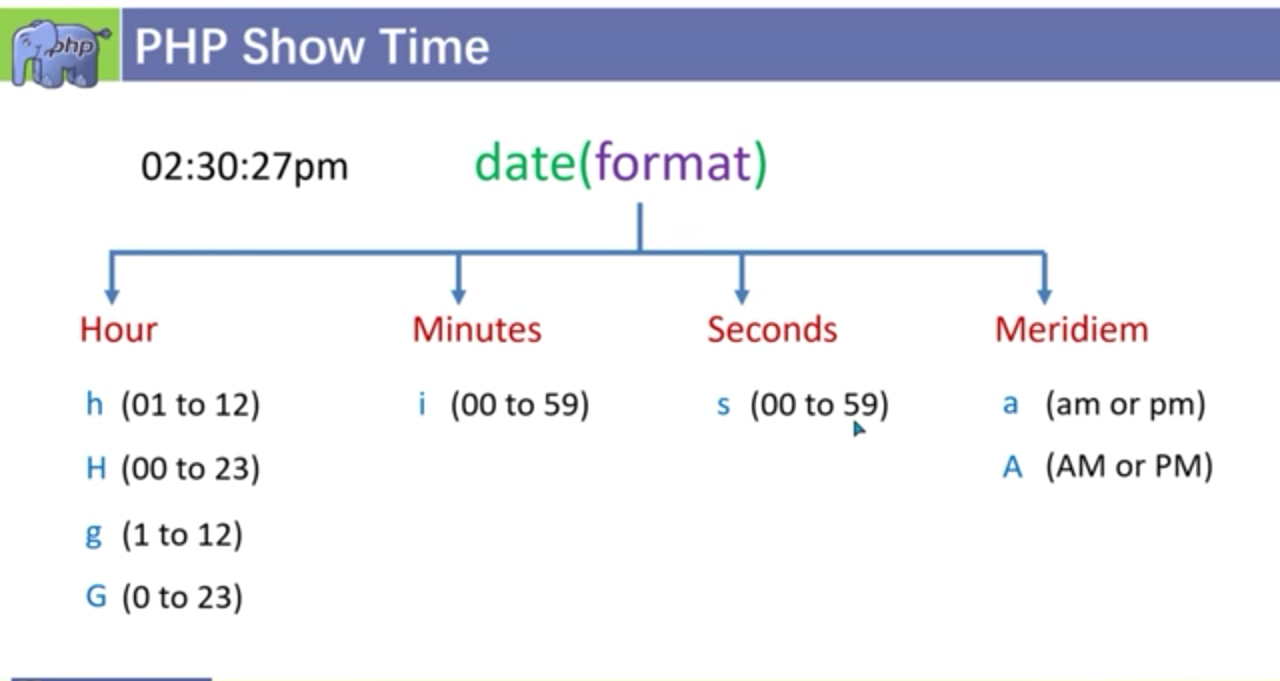 php PHP Show Time
02:30:27pm date(format)
Hour Minutes Seconds Meridiem
h (01 to 12) i (00 to 59) s (00 to 59) a (am or pm)
H (00 to 23) A (AM or PM)
g (1 to 12)
G (0 to 23)